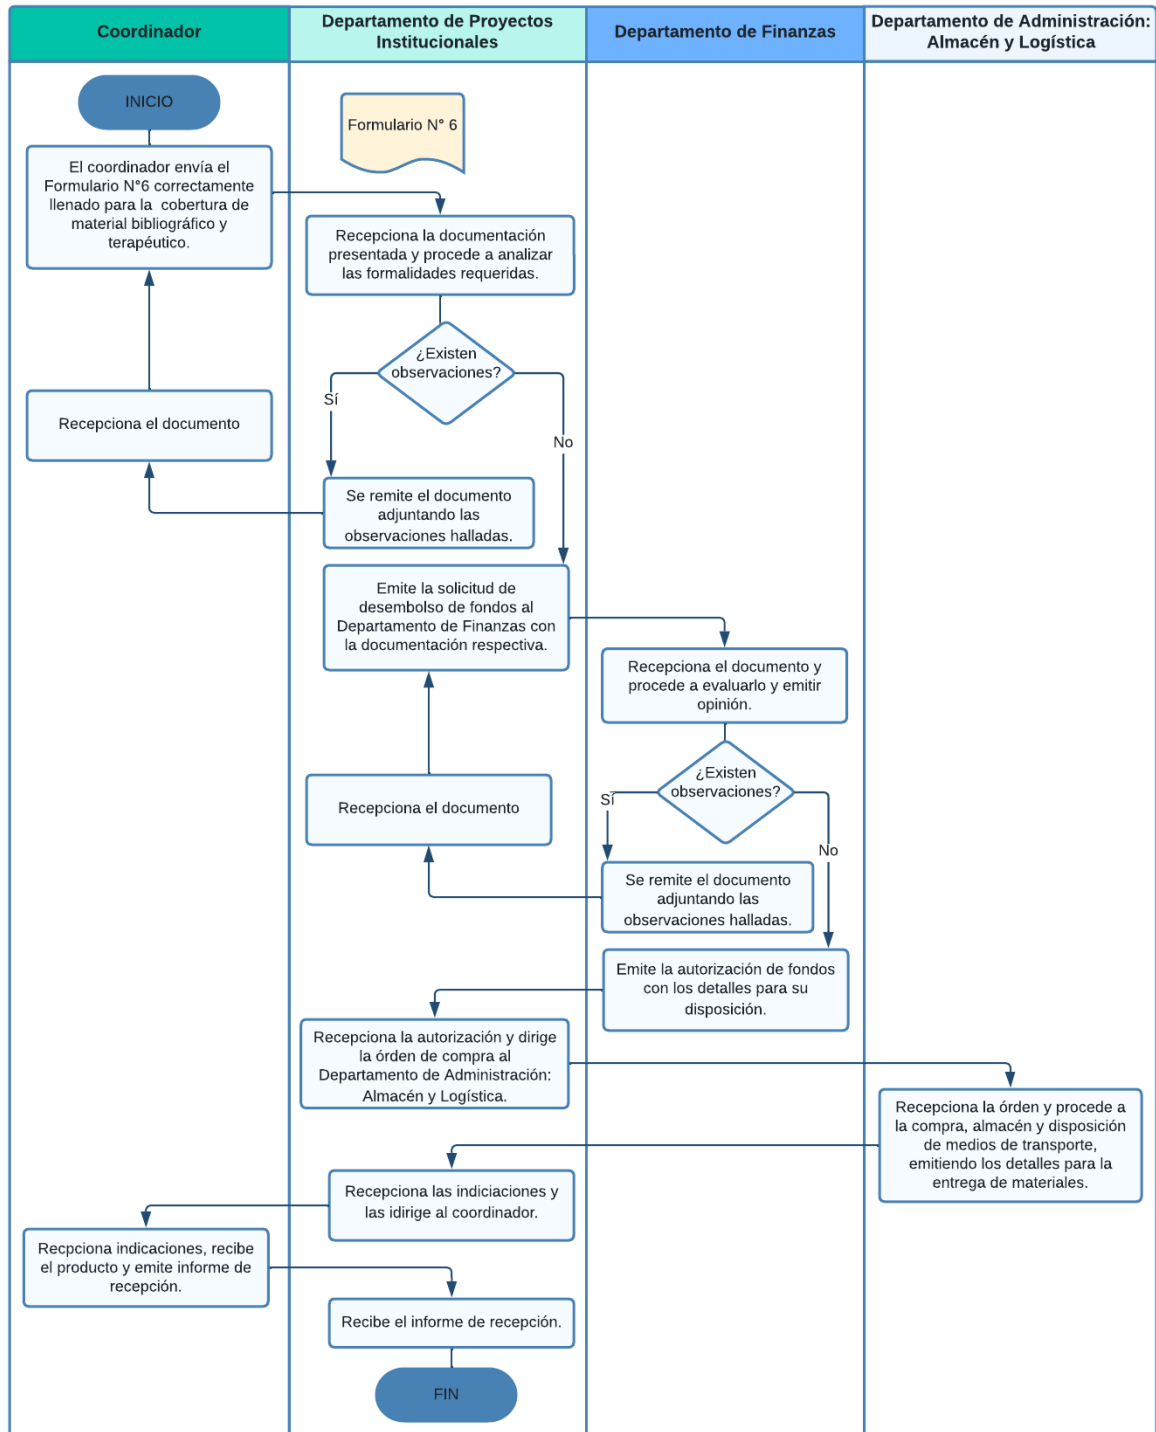 Coordinador
Departamento de Proyectos
Institucionales
Departamento de Finanzas
Departamento de Administración:
Almacén y Logística
INICIO
Formulario N° 6
El coordinador envía el
Formulario N°6 correctamente
llenado para la cobertura de
material bibliográfico y
terapéutico.
Recepciona la documentación
presentada y procede a analizar
las formalidades requeridas.
¿Existen
observaciones?
Sí
No
Recepciona el documento
Se remite el documento
adjuntando las
observaciones halladas.
Emite la solicitud de
desembolso de fondos al
Departamento de Finanzas con
la documentación respectiva.
Recepciona el documento y
procede a evaluarlo y emitir
opinión.
¿Existen
observaciones?
Sí
No
Recepciona el documento
Se remite el documento
adjuntando las
observaciones halladas.
Emite la autorización de fondos
con los detalles para su
disposición.
Recepciona la autorización y dirige
la órden de compra al
Departamento de Administración:
Almacén y Logística.
Recepciona la órden y procede a
la compra, almacén y disposición
de medios de transporte,
emitiendo los detalles para la
entrega de materiales.
Recepciona las indiciaciones y
las idirige al coordinador.
Recpciona indicaciones, recibe
el producto y emite informe de
recepción.
Recibe el informe de recepción.
FIN